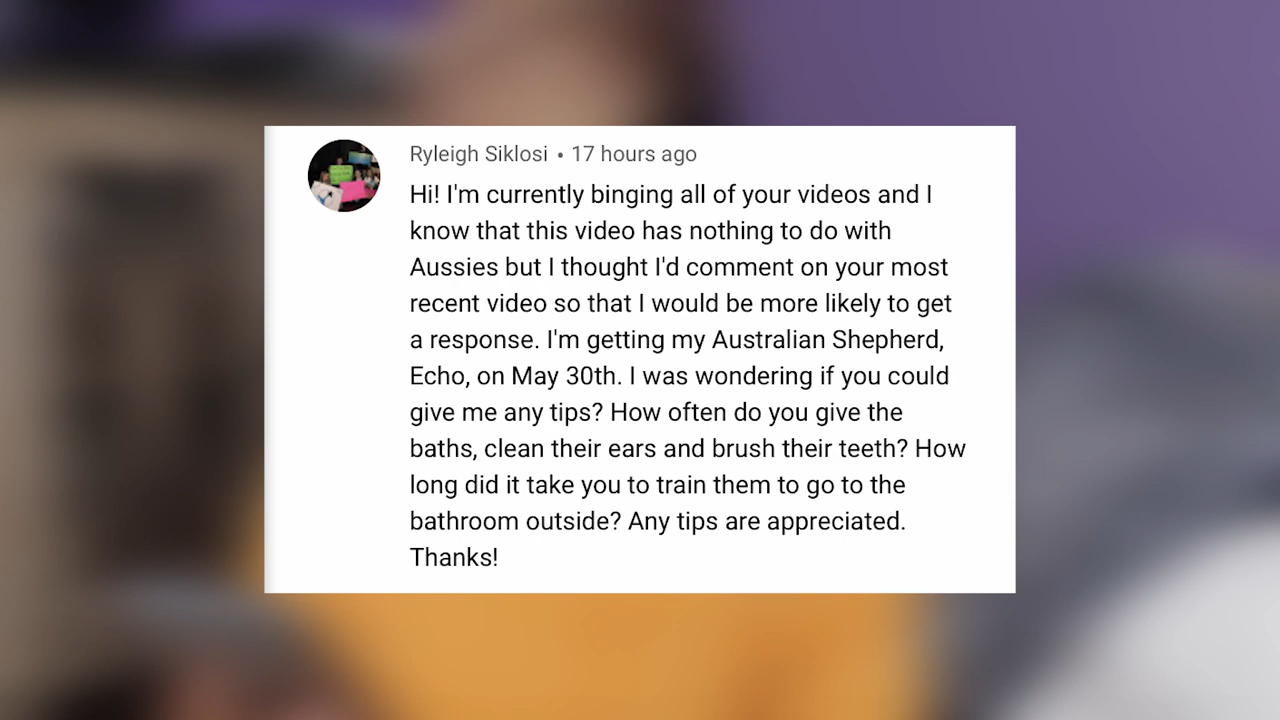 Ryleigh Siklosi • 17 hours ago
Hi! I'm currently binging all of your videos and I
know that this video has nothing to do with
Aussies but I thought I'd comment on your most
recent video so that I would be more likely to get
a response. I'm getting my Australian Shepherd,
Echo, on May 30th. I was wondering if you could
give me any tips? How often do you give the
baths, clean their ears and brush their teeth? How
long did it take you to train them to go to the
bathroom outside? Any tips are appreciated.
Thanks!